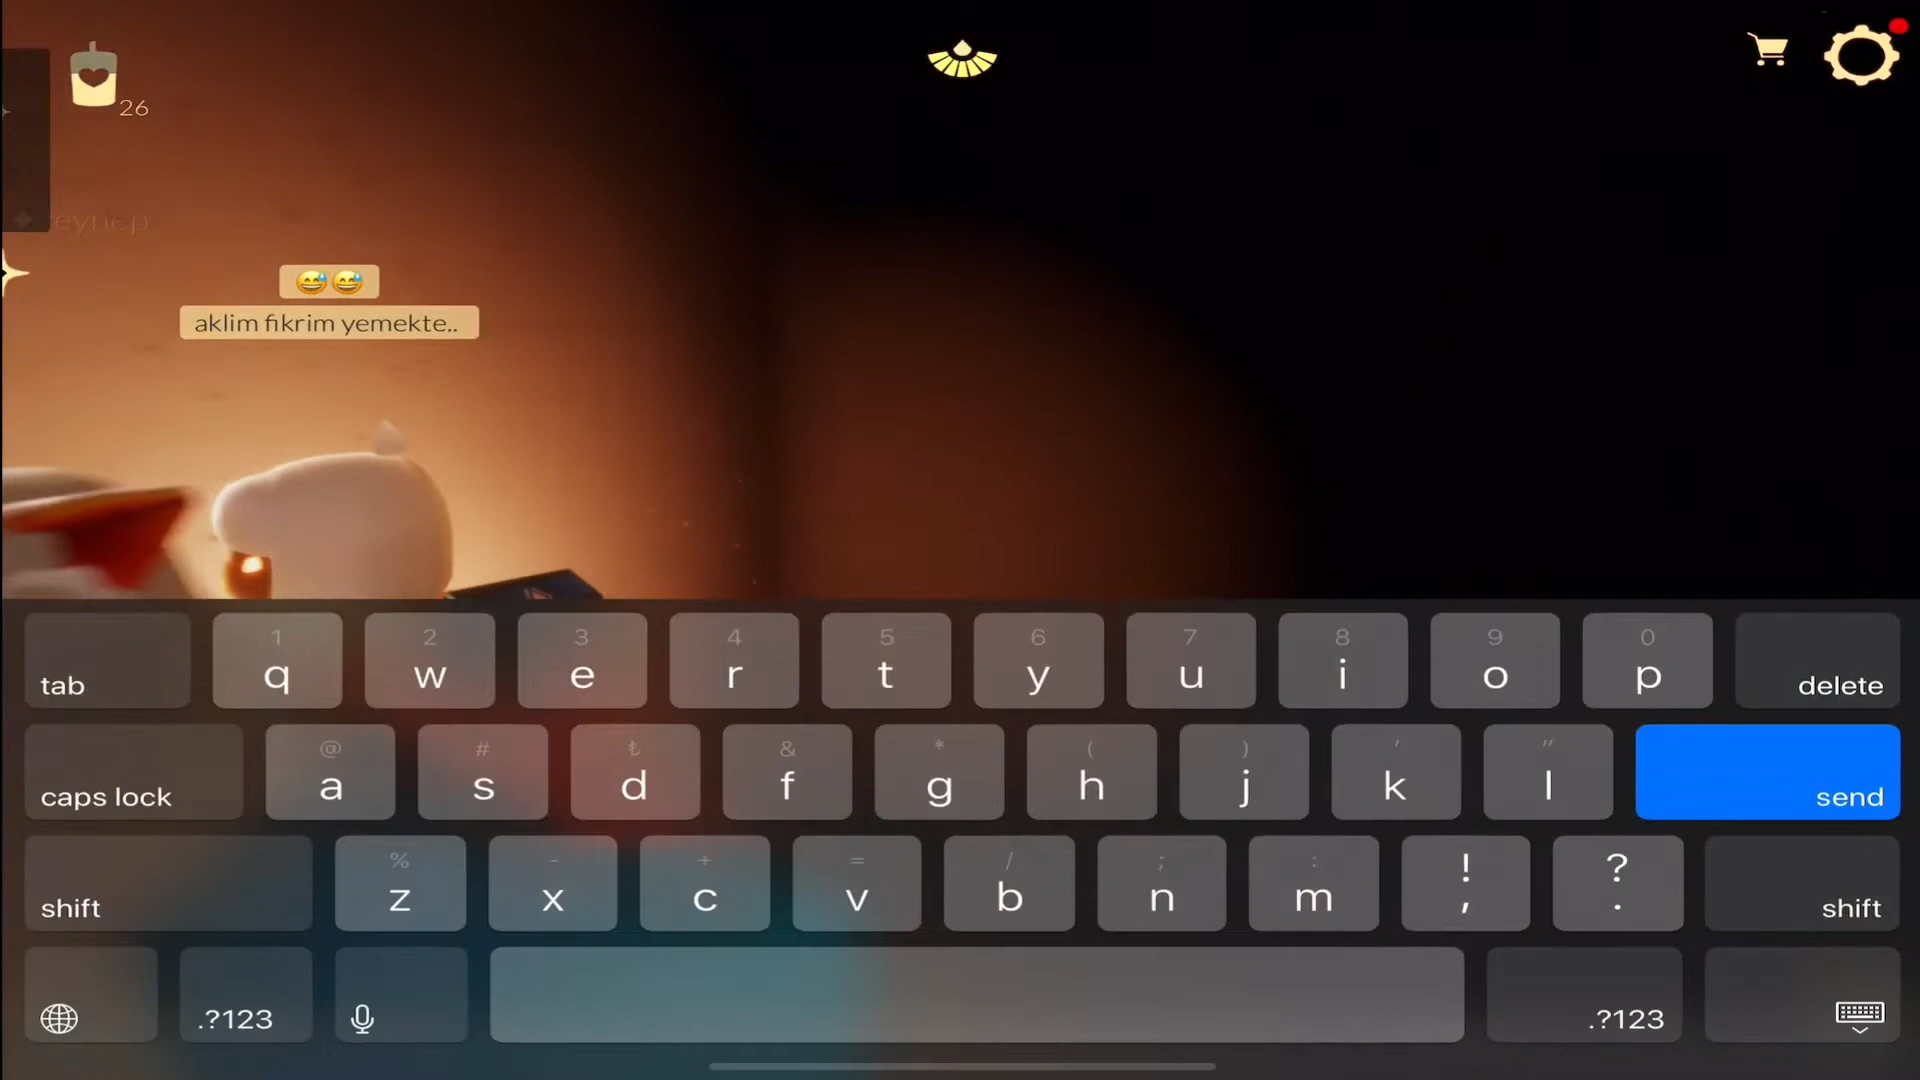 26
😅😅
aklim fikrim yemekte..
1 2 3 4 5 6 7 8 9 0
tab q w e r t y u i o p delete
@ # ₺ & * ( ) ' "
caps lock a s d f g h j k l send
% - + = / ; : ! ?
shift z x c v b n m , . shift
.?123 .?123